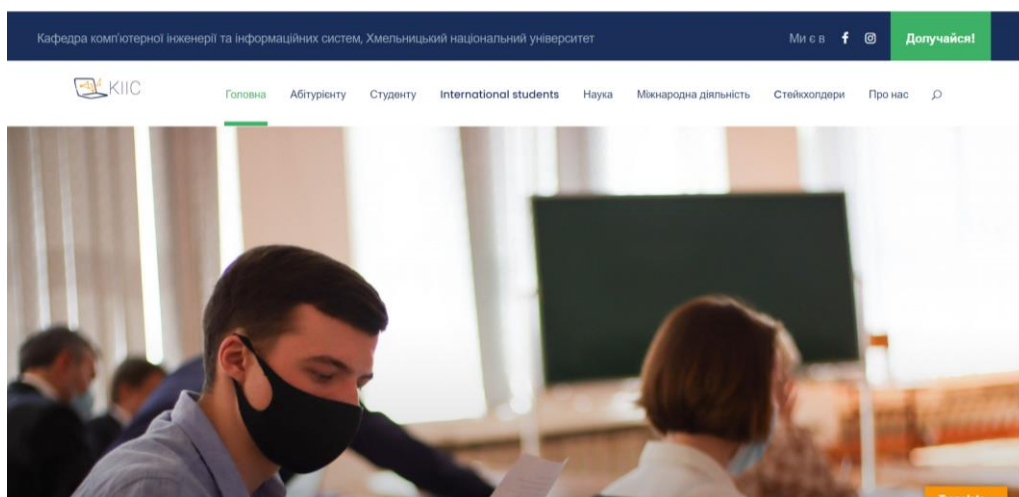 Кафедра комп'ютерної інженерії та інформаційних систем, Хмельницький національний університет
Ми є в
Долучайся!
КІІС
Головна Абітурієнту Студенту International students Наука Міжнародна діяльність Стейкхолдери Про нас